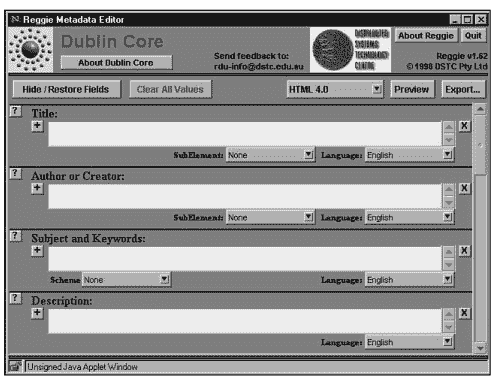 Reggie Metadata Editor
Dublin Core
About Dublin Core
Send feedback to:
rdu-info@dstc.edu.au
DISTRIBUTED
SYSTEMS
TECHNOLOGY
CENTRE
About Reggie Quit
Reggie v1.62
© 1998 DSTC Pty Ltd
Hide / Restore Fields Clear All Values HTML 4.0 Preview Export...
? Title:
+ X
SubElement: None Language: English
? Author or Creator:
+ X
SubElement: None Language: English
? Subject and Keywords:
+ X
Scheme None Language: English
? Description:
+ X
Language: English
Unsigned Java Applet Window